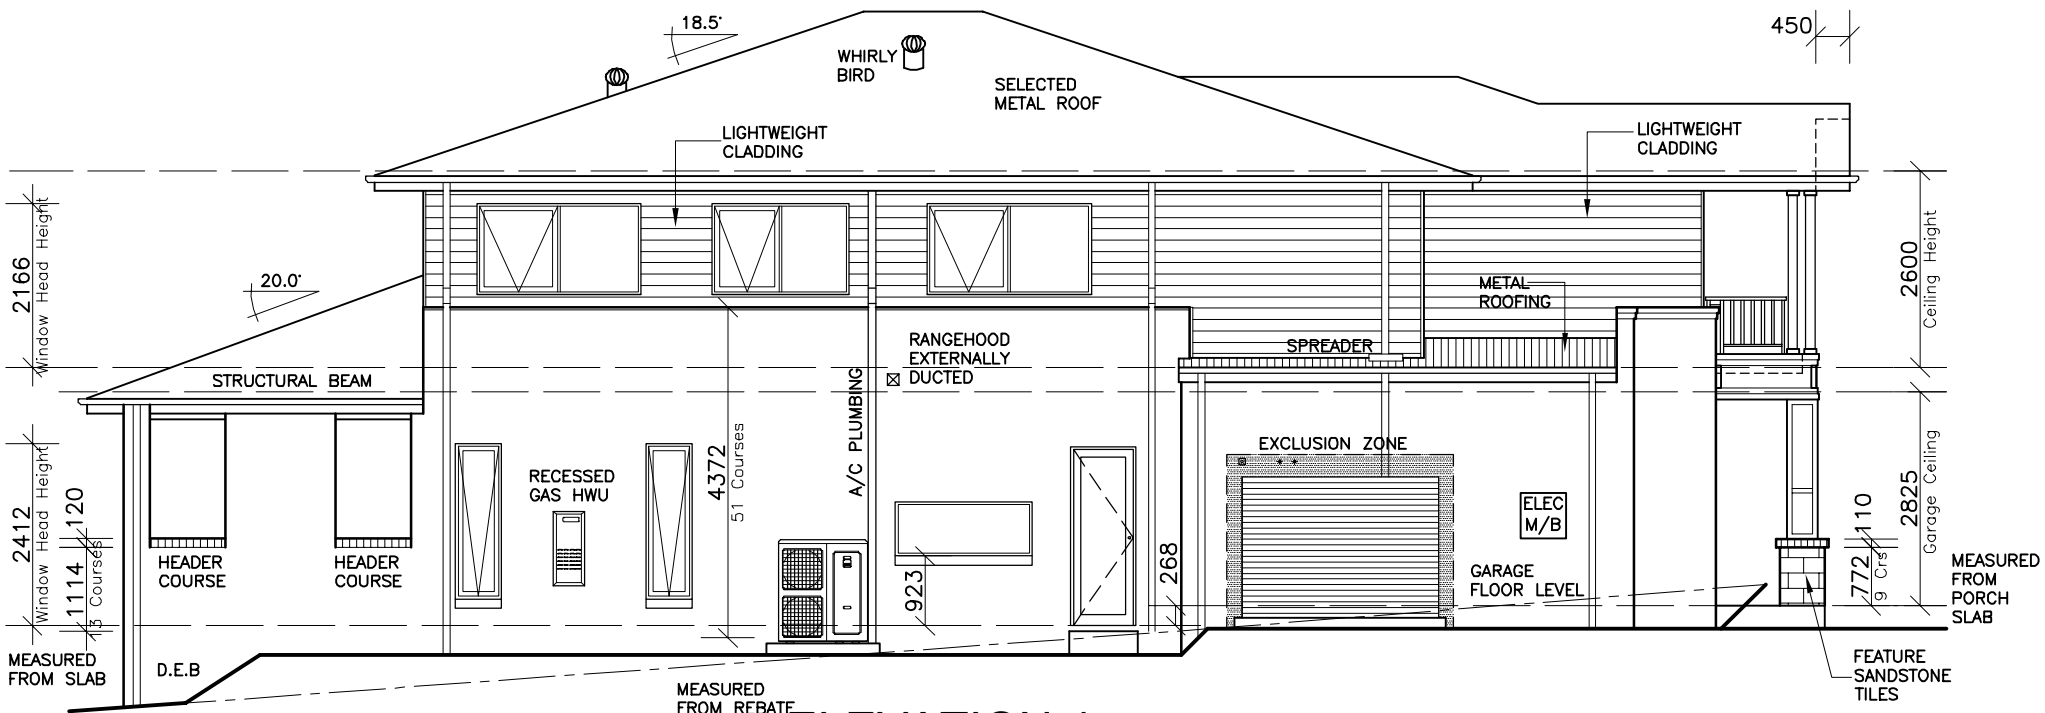 18.5°
450
WHIRLY
BIRD
SELECTED
METAL ROOF
LIGHTWEIGHT
CLADDING
LIGHTWEIGHT
CLADDING
2166
Window Head Height
20.0°
2600
Ceiling Height
METAL
ROOFING
STRUCTURAL BEAM
RANGEHOOD
EXTERNALLY
DUCTED
SPREADER
A/C PLUMBING
4372
51 Courses
EXCLUSION ZONE
2412
Window Head Height
120
1114
3 Courses
RECESSED
GAS HWU
HEADER
COURSE
HEADER
COURSE
923
268
ELEC
M/B
GARAGE
FLOOR LEVEL
110
772
9 Crs
2825
Garage Ceiling
MEASURED
FROM
PORCH
SLAB
MEASURED
FROM SLAB
D.E.B
MEASURED
FROM REBATE
FEATURE
SANDSTONE
TILES